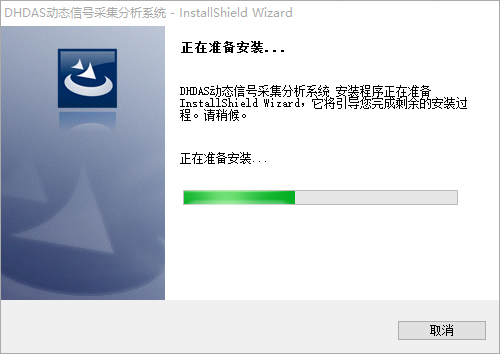 DHDAS动态信号采集分析系统 - InstallShield Wizard
正在准备安装...
DHDAS动态信号采集分析系统 安装程序正在准备
InstallShield Wizard，它将引导您完成剩余的安装过
程。请稍候。
正在准备安装...
取消